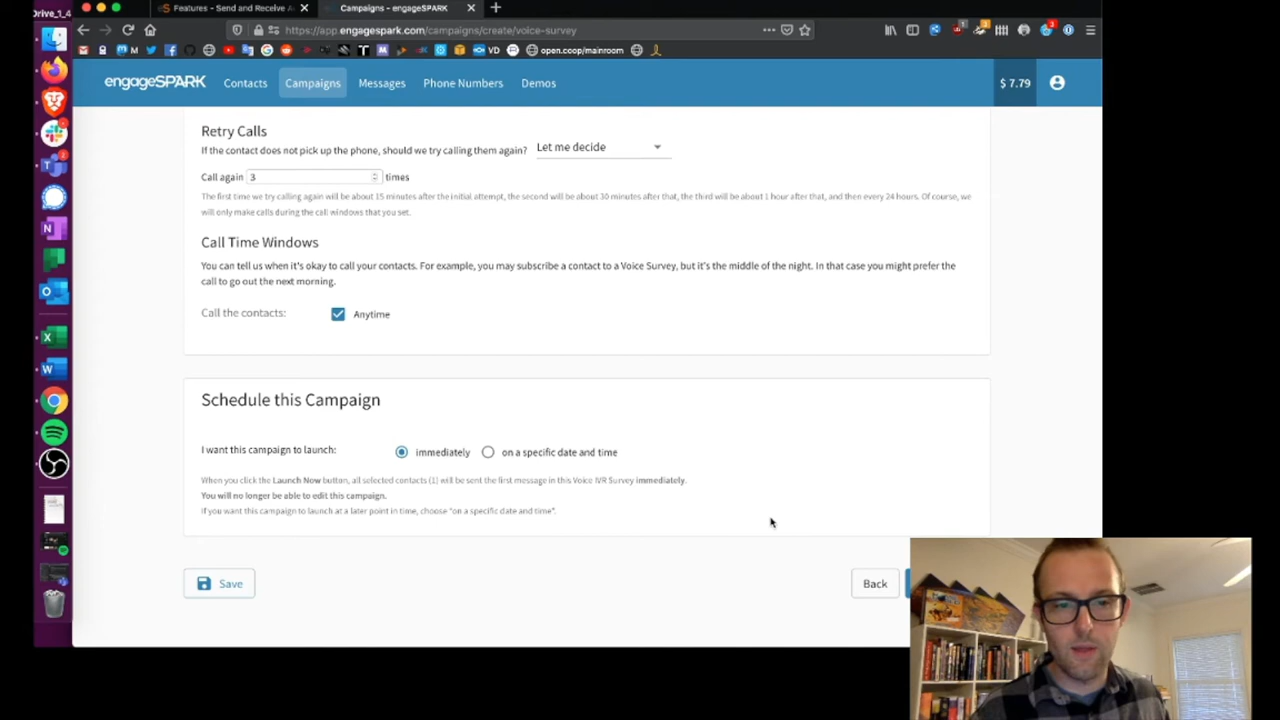 Drive_1_4
Features - Send and Receive A
Campaigns - engageSPARK
https://app.engagespark.com/campaigns/create/voice-survey
VD
open.coop/mainroom
engageSPARK
Contacts
Campaigns
Messages
Phone Numbers
Demos
$ 7.79
Retry Calls
If the contact does not pick up the phone, should we try calling them again?
Let me decide
Call again 3 times
The first time we try calling again will be about 15 minutes after the initial attempt, the second will be about 30 minutes after that, the third will be about 1 hour after that, and then every 24 hours. Of course, we
will only make calls during the call windows that you set.
Call Time Windows
You can tell us when it's okay to call your contacts. For example, you may subscribe a contact to a Voice Survey, but it's the middle of the night. In that case you might prefer the
call to go out the next morning.
Call the contacts:
Anytime
Schedule this Campaign
I want this campaign to launch:
immediately
on a specific date and time
When you click the Launch Now button, all selected contacts (1) will be sent the first message in this Voice IVR Survey immediately.
You will no longer be able to edit this campaign.
If you want this campaign to launch at a later point in time, choose "on a specific date and time".
Save
Back